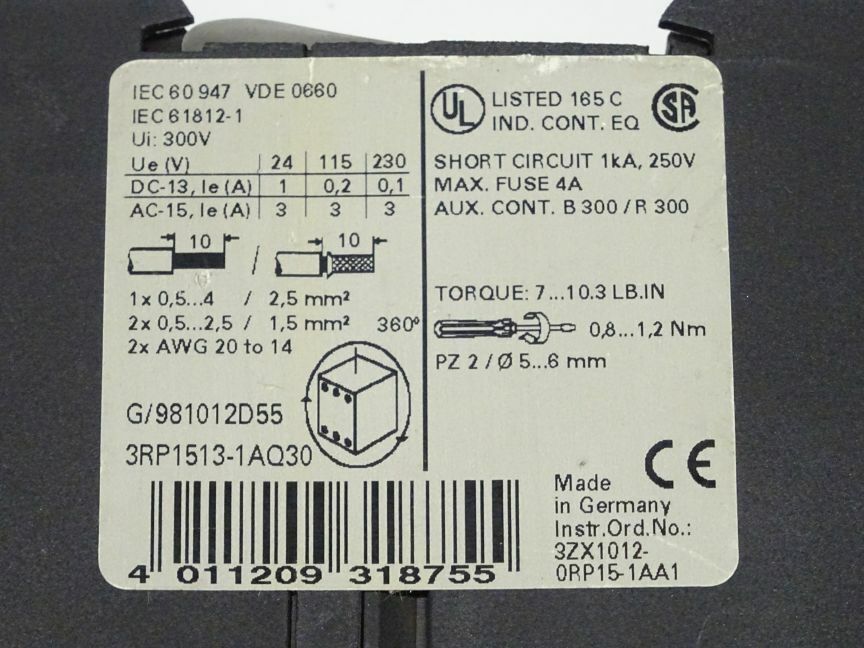 IEC 60 947 VDE 0660
IEC 61812-1
Ui: 300V
Ue (V) 24 115 230
DC-13, Ie (A) 1 0,2 0,1
AC-15, Ie (A) 3 3 3
10 / 10
1x 0,5...4 / 2,5 mm²
2x 0,5...2,5 / 1,5 mm²
2x AWG 20 to 14
360°
G/981012D55
3RP1513-1AQ30
4 011209 318755
UL LISTED 165 C
IND. CONT. EQ
SA
SHORT CIRCUIT 1kA, 250V
MAX. FUSE 4A
AUX. CONT. B 300 / R 300
TORQUE: 7...10.3 LB.IN
0,8...1,2 Nm
PZ 2 / Ø 5...6 mm
CE
Made
in Germany
Instr.Ord.No.:
3ZX1012-
0RP15-1AA1